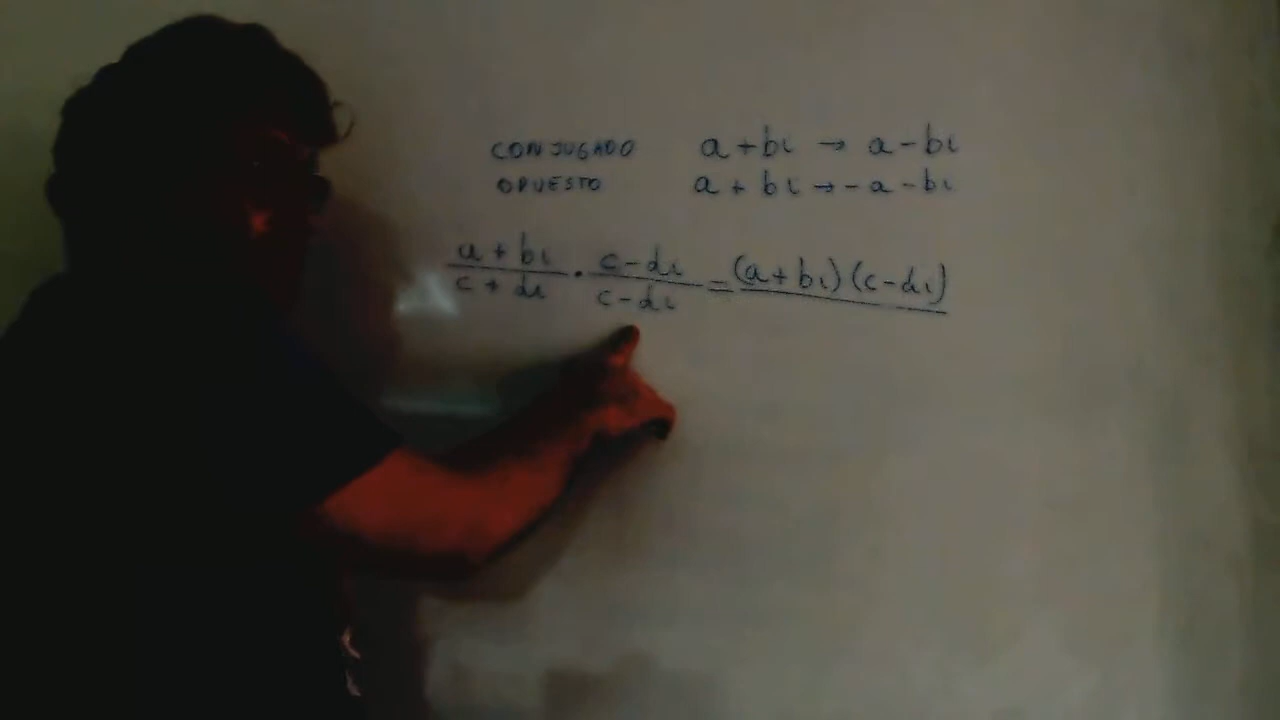 CONJUGADO a + bi → a - bi
OPUESTO a + bi → - a - bi
a + bi / c + di · c - di / c - di = (a + bi) (c - di)